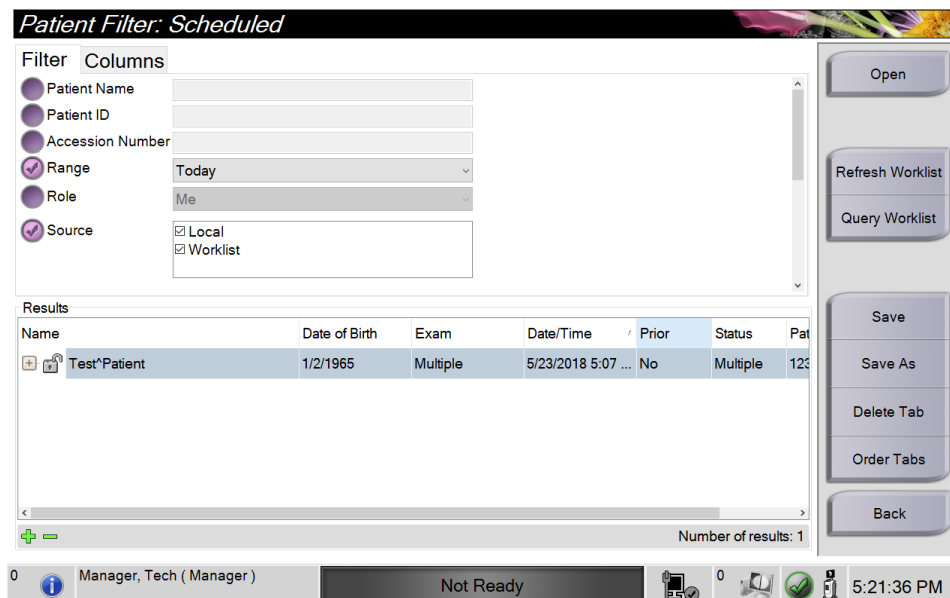 Patient Filter: Scheduled
Filter Columns
Patient Name
Patient ID
Accession Number
Range Today
Role Me
Source Local
Worklist
Open
Refresh Worklist
Query Worklist
Save
Save As
Delete Tab
Order Tabs
Back
Results
Name Date of Birth Exam Date/Time Prior Status Pat
Test^Patient 1/2/1965 Multiple 5/23/2018 5:07 ... No Multiple 123
Number of results: 1
0 Manager, Tech ( Manager ) Not Ready 0 5:21:36 PM